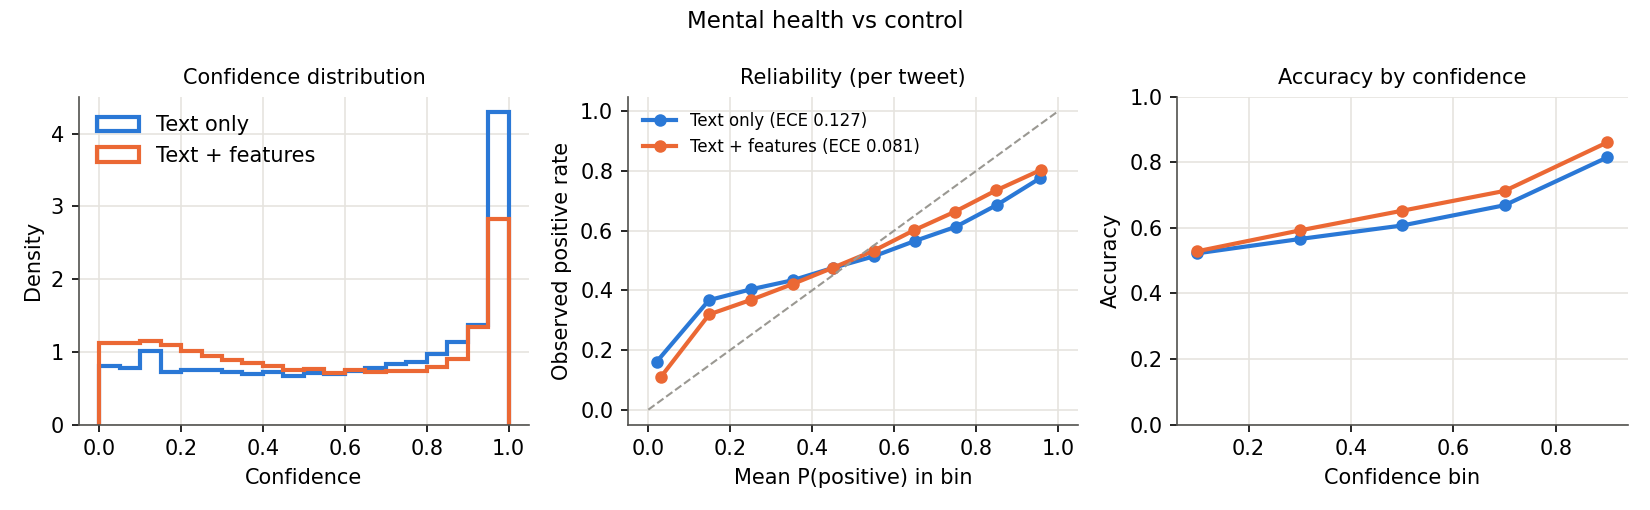 Mental health vs control
Confidence distribution
Text only
Text + features
Density
4
3
2
1
0
0.0 0.2 0.4 0.6 0.8 1.0
Confidence
Reliability (per tweet)
Text only (ECE 0.127)
Text + features (ECE 0.081)
Observed positive rate
1.0
0.8
0.6
0.4
0.2
0.0
0.0 0.2 0.4 0.6 0.8 1.0
Mean P(positive) in bin
Accuracy by confidence
Accuracy
1.0
0.8
0.6
0.4
0.2
0.0
0.2 0.4 0.6 0.8
Confidence bin